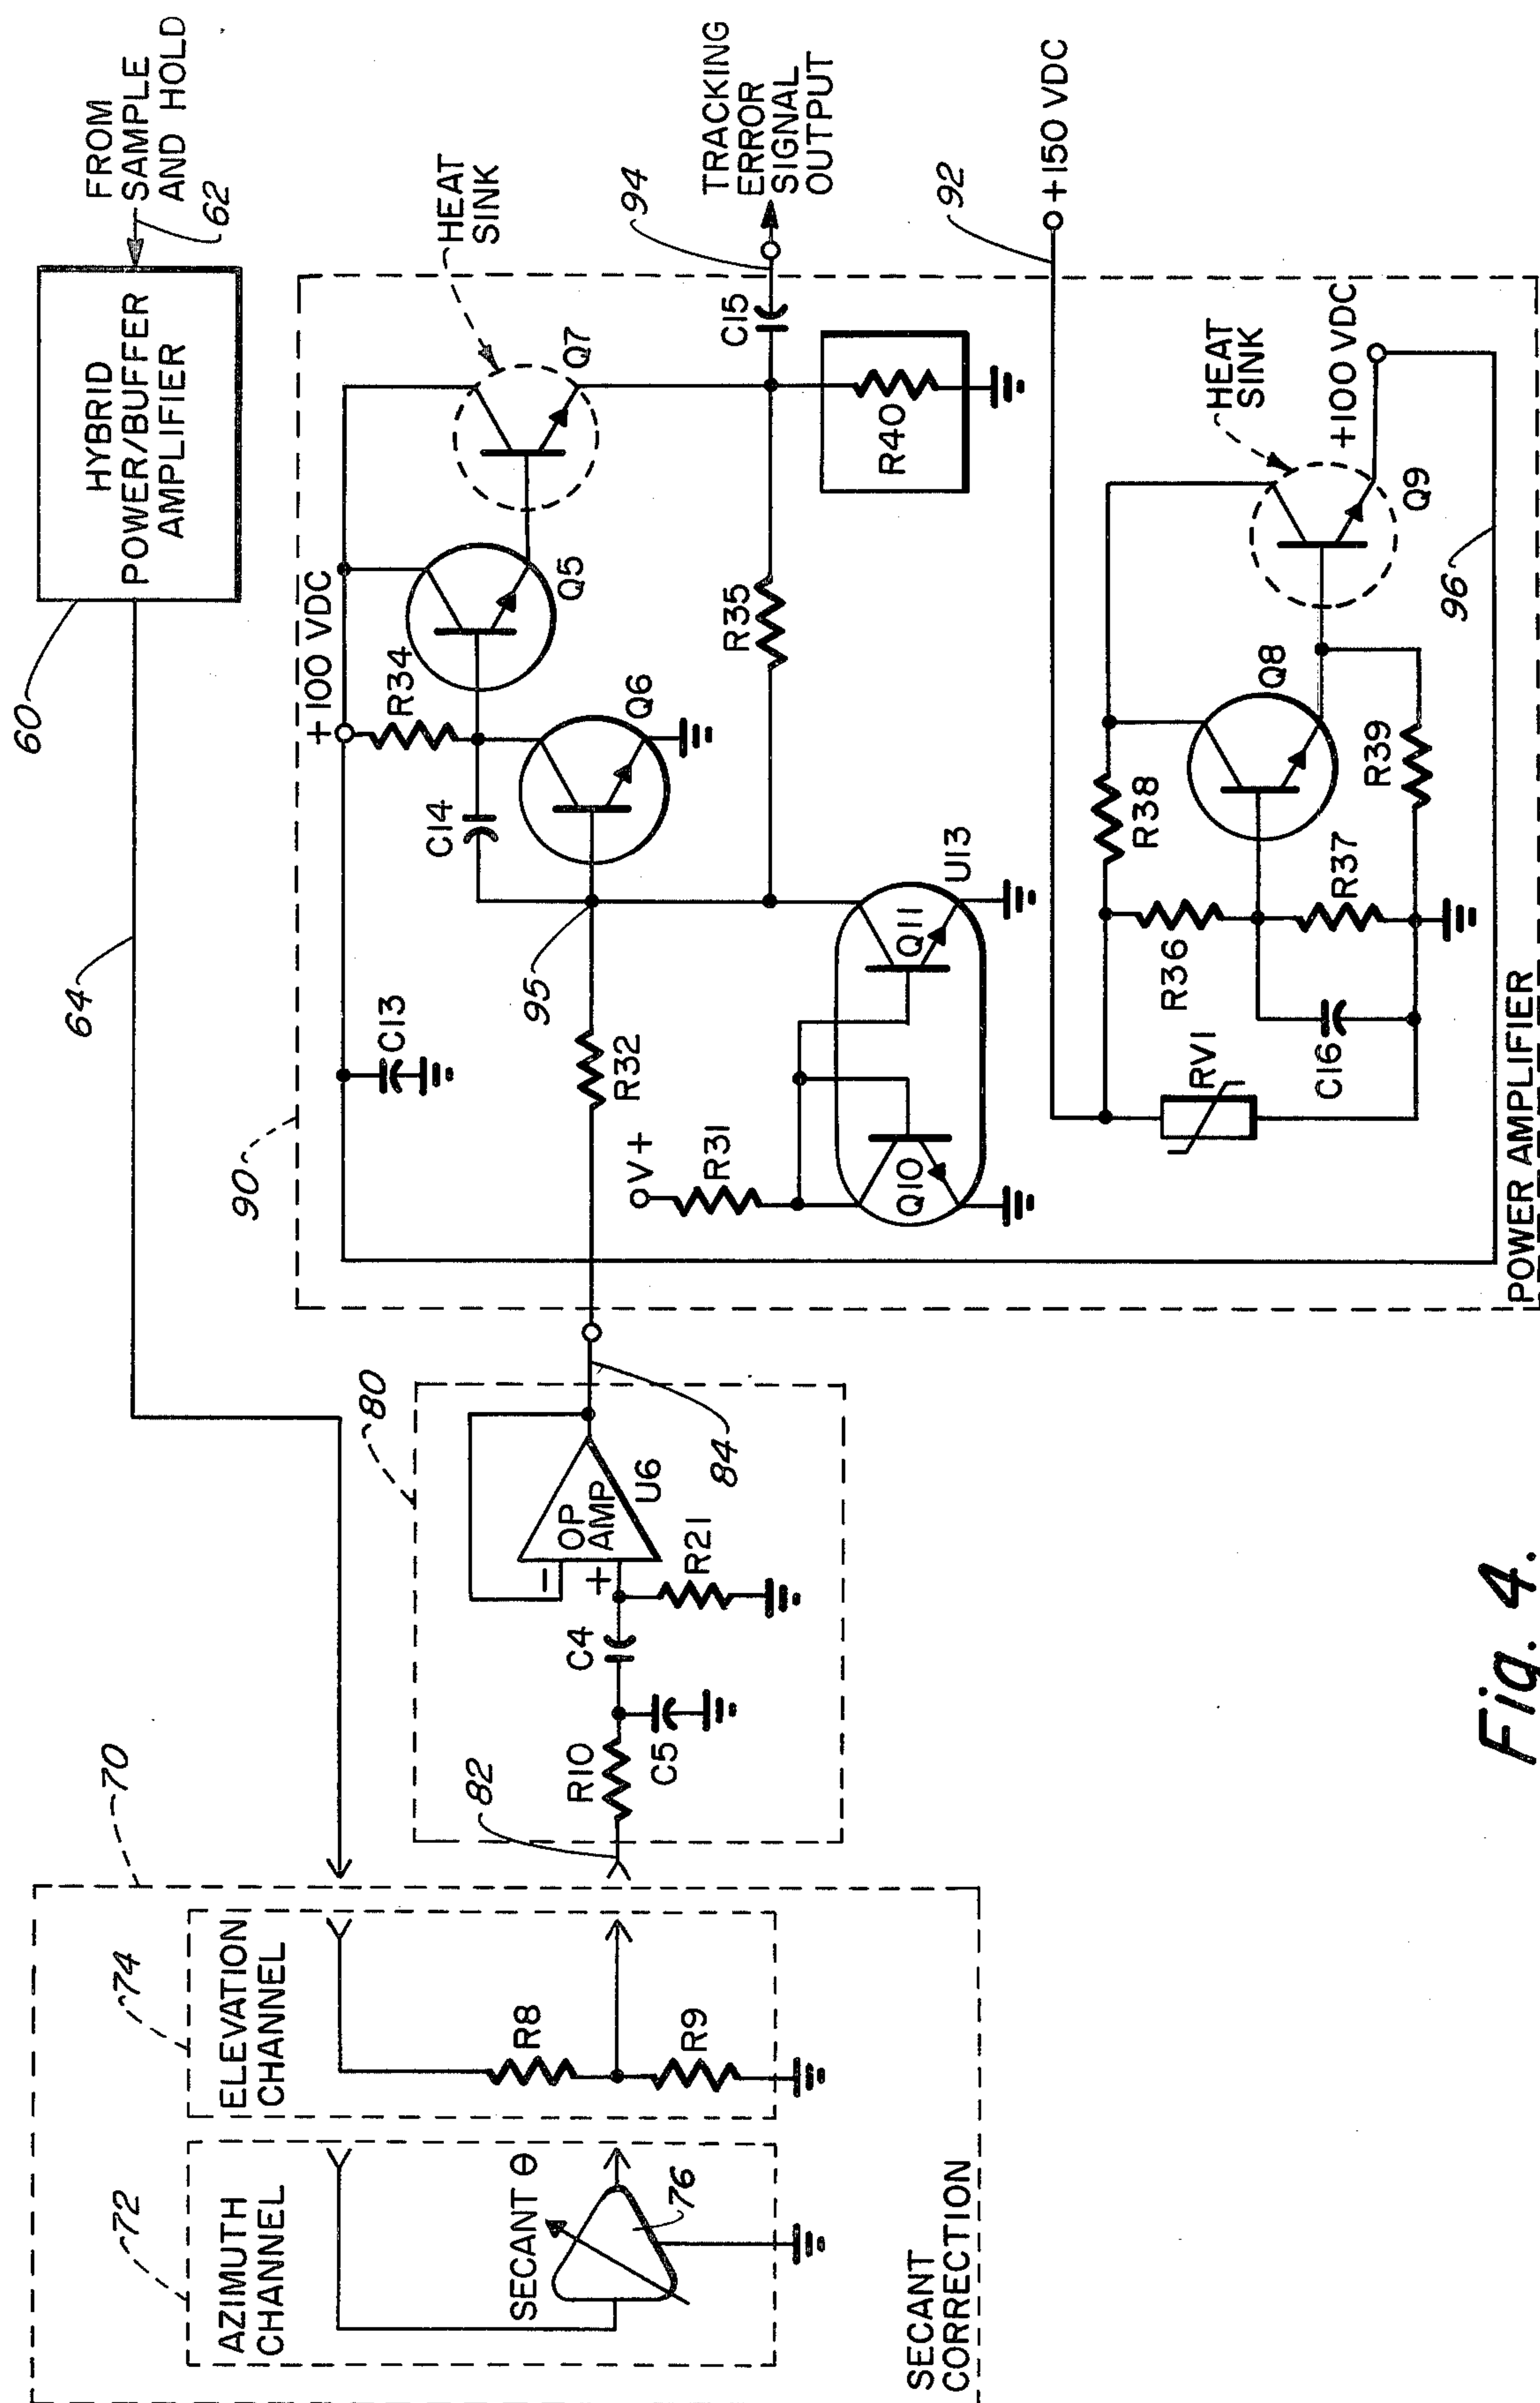 FROM
SAMPLE
AND HOLD
62
HYBRID
POWER/BUFFER
AMPLIFIER
60
64
70
72
AZIMUTH
CHANNEL
SECANT θ
76
74
ELEVATION
CHANNEL
R8
R9
SECANT
CORRECTION
80
82
R10
C5
C4
R21
-
+
OP
AMP
U6
84
90
C13
+100 VDC
R34
C14
Q5
Q6
Q7
HEAT
SINK
R32
95
R35
C15
94
TRACKING
ERROR
SIGNAL
OUTPUT
R40
V+
R31
Q10
Q11
U13
92
+150 VDC
RV1
C16
R36
R37
R38
R39
Q8
Q9
HEAT
SINK
+100 VDC
96
POWER AMPLIFIER
Fig. 4.